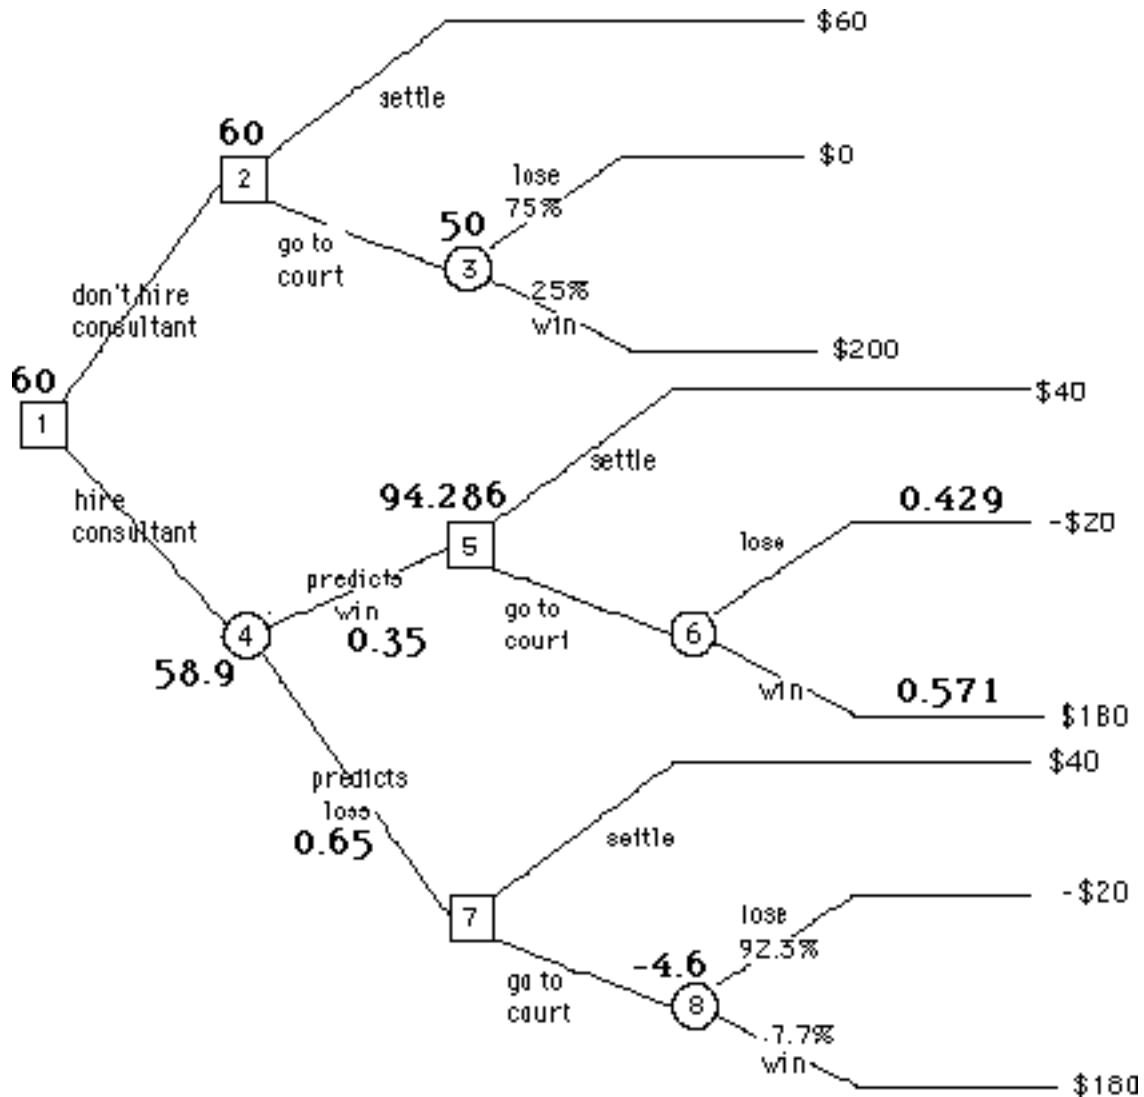 $60
settle
60
2
$0
lose
75%
50
3
go to
court
25%
win
$200
don't hire
consultant
60
1
$40
settle
hire
consultant
94.286
5
0.429
-$20
lose
predicts
win
0.35
go to
court
6
4
58.9
win
0.571
$180
$40
predicts
loss
0.65
settle
-$20
lose
92.3%
7
-4.6
8
go to
court
7.7%
win
$180